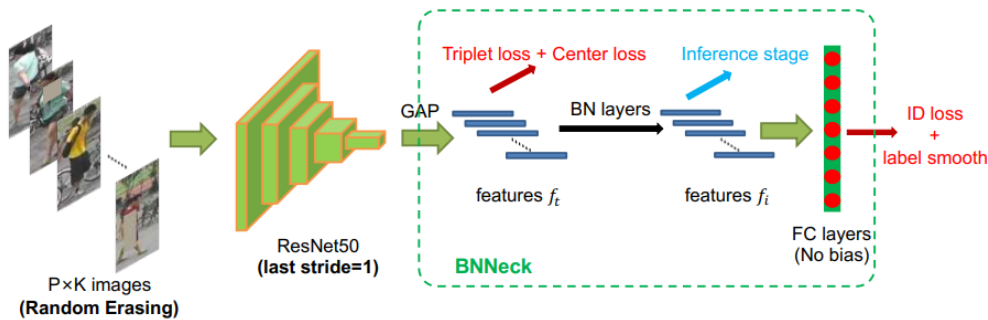 Triplet loss + Center loss
Inference stage
GAP
BN layers
ID loss
+
label smooth
features f_t
features f_i
ResNet50
(last stride=1)
BNNeck
FC layers
(No bias)
P×K images
(Random Erasing)